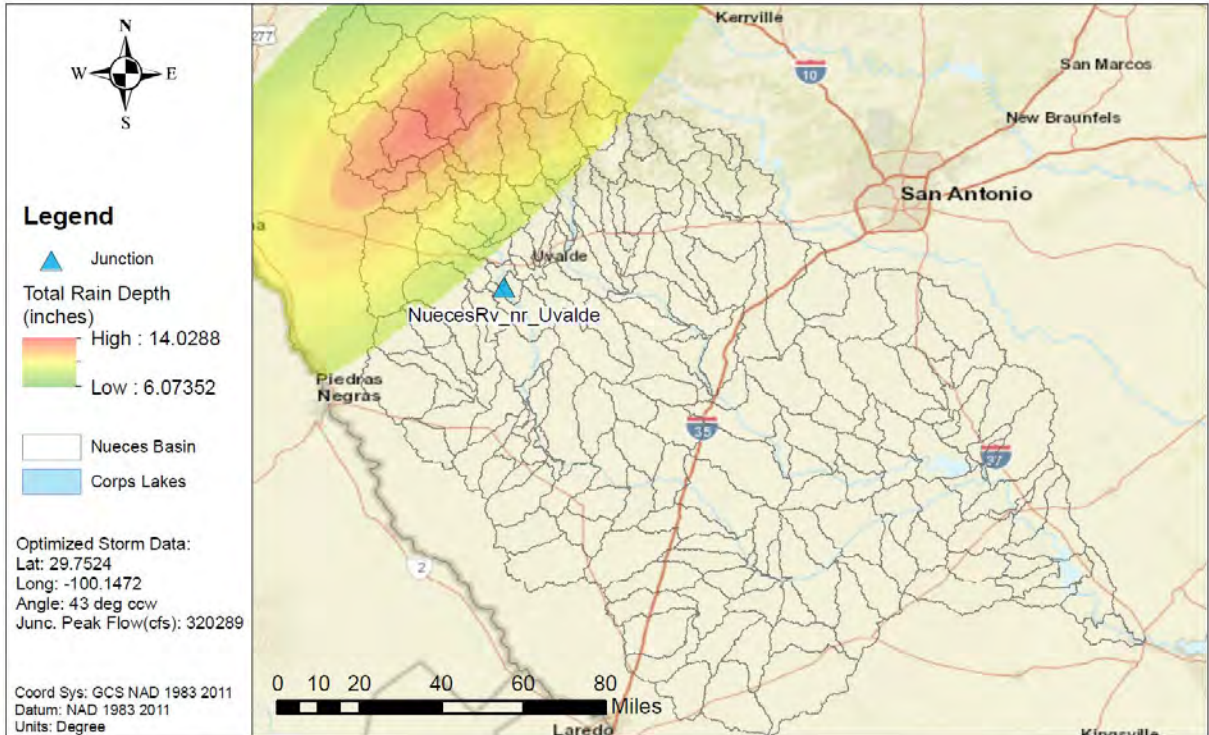 N
W
E
S
Legend
Junction
Total Rain Depth
(inches)
High : 14.0288
Low : 6.07352
Nueces Basin
Corps Lakes
Optimized Storm Data:
Lat: 29.7524
Long: -100.1472
Angle: 43 deg ccw
Junc. Peak Flow(cfs): 320289
Coord Sys: GCS NAD 1983 2011
Datum: NAD 1983 2011
Units: Degree
277
Kerrville
10
San Marcos
New Braunfels
San Antonio
Uvalde
NuecesRv_nr_Uvalde
Piedras
Negras
35
37
2
0 10 20 40 60 80
Miles
Laredo